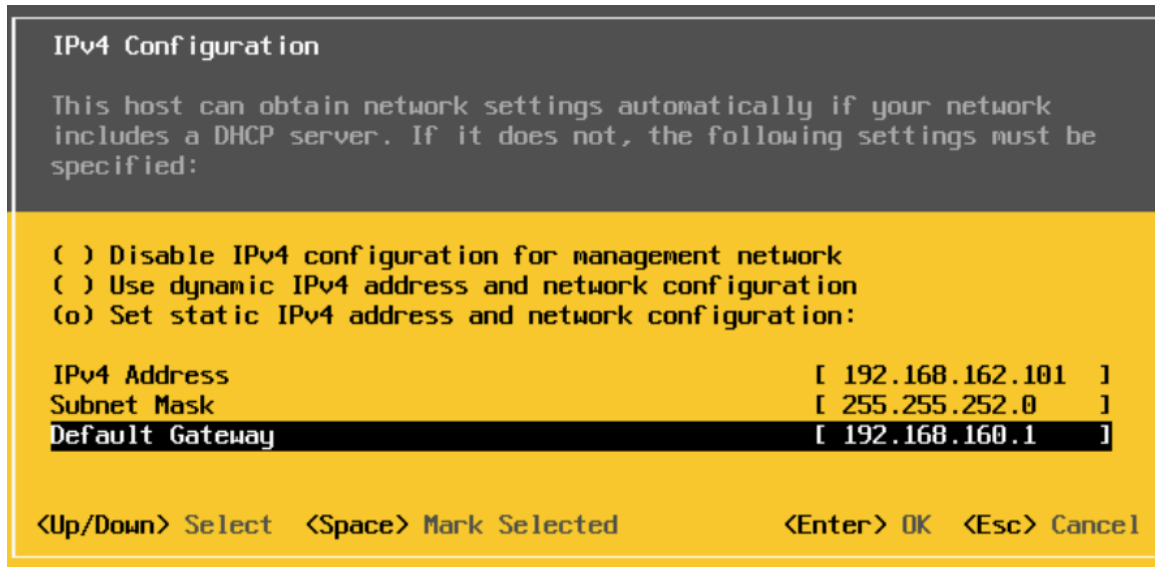 IPv4 Configuration
This host can obtain network settings automatically if your network
includes a DHCP server. If it does not, the following settings must be
specified:
( ) Disable IPv4 configuration for management network
( ) Use dynamic IPv4 address and network configuration
(o) Set static IPv4 address and network configuration:
IPv4 Address [ 192.168.162.101 ]
Subnet Mask [ 255.255.252.0 ]
Default Gateway [ 192.168.160.1 ]
<Up/Down> Select <Space> Mark Selected <Enter> OK <Esc> Cancel